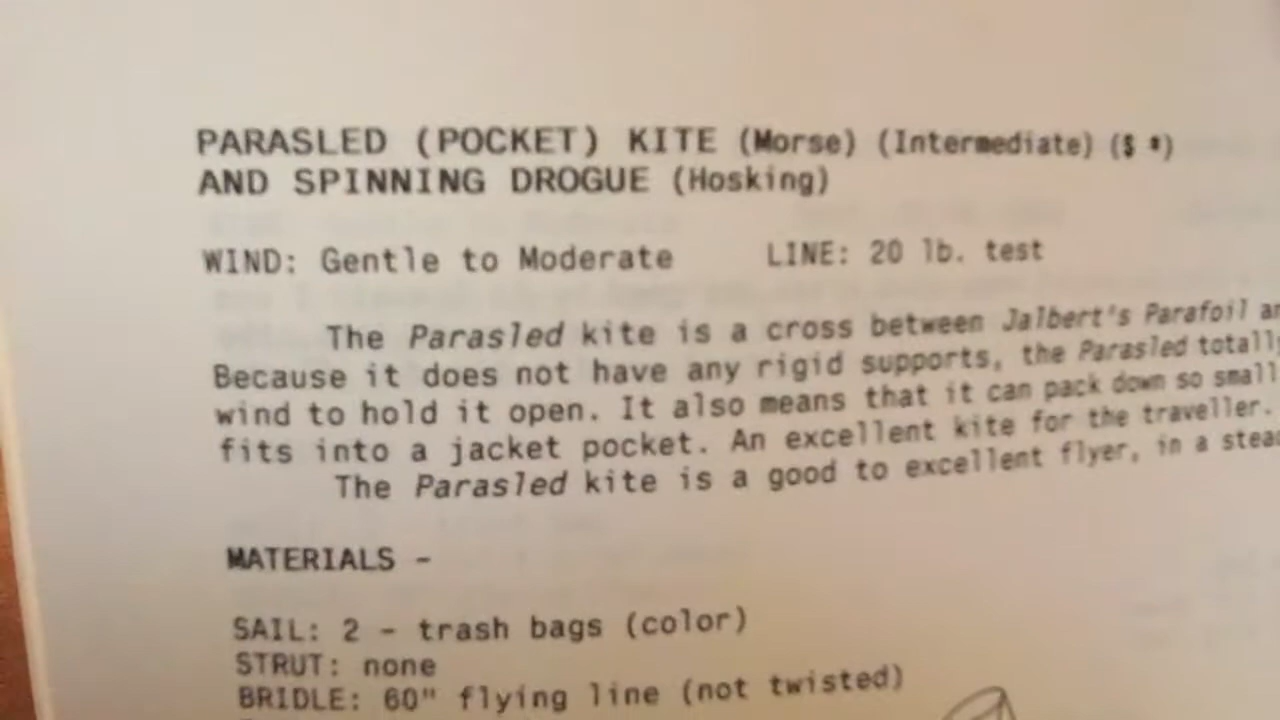 PARASLED (POCKET) KITE (Morse) (Intermediate) ($ *)
AND SPINNING DROGUE (Hosking)
WIND: Gentle to Moderate LINE: 20 lb. test
The Parasled kite is a cross between Jalbert's Parafoil
Because it does not have any rigid supports, the Parasled
wind to hold it open. It also means that it can pack down so small
fits into a jacket pocket. An excellent kite for the traveller.
The Parasled kite is a good to excellent flyer, in a
MATERIALS -
SAIL: 2 - trash bags (color)
STRUT: none
BRIDLE: 60" flying line (not twisted)